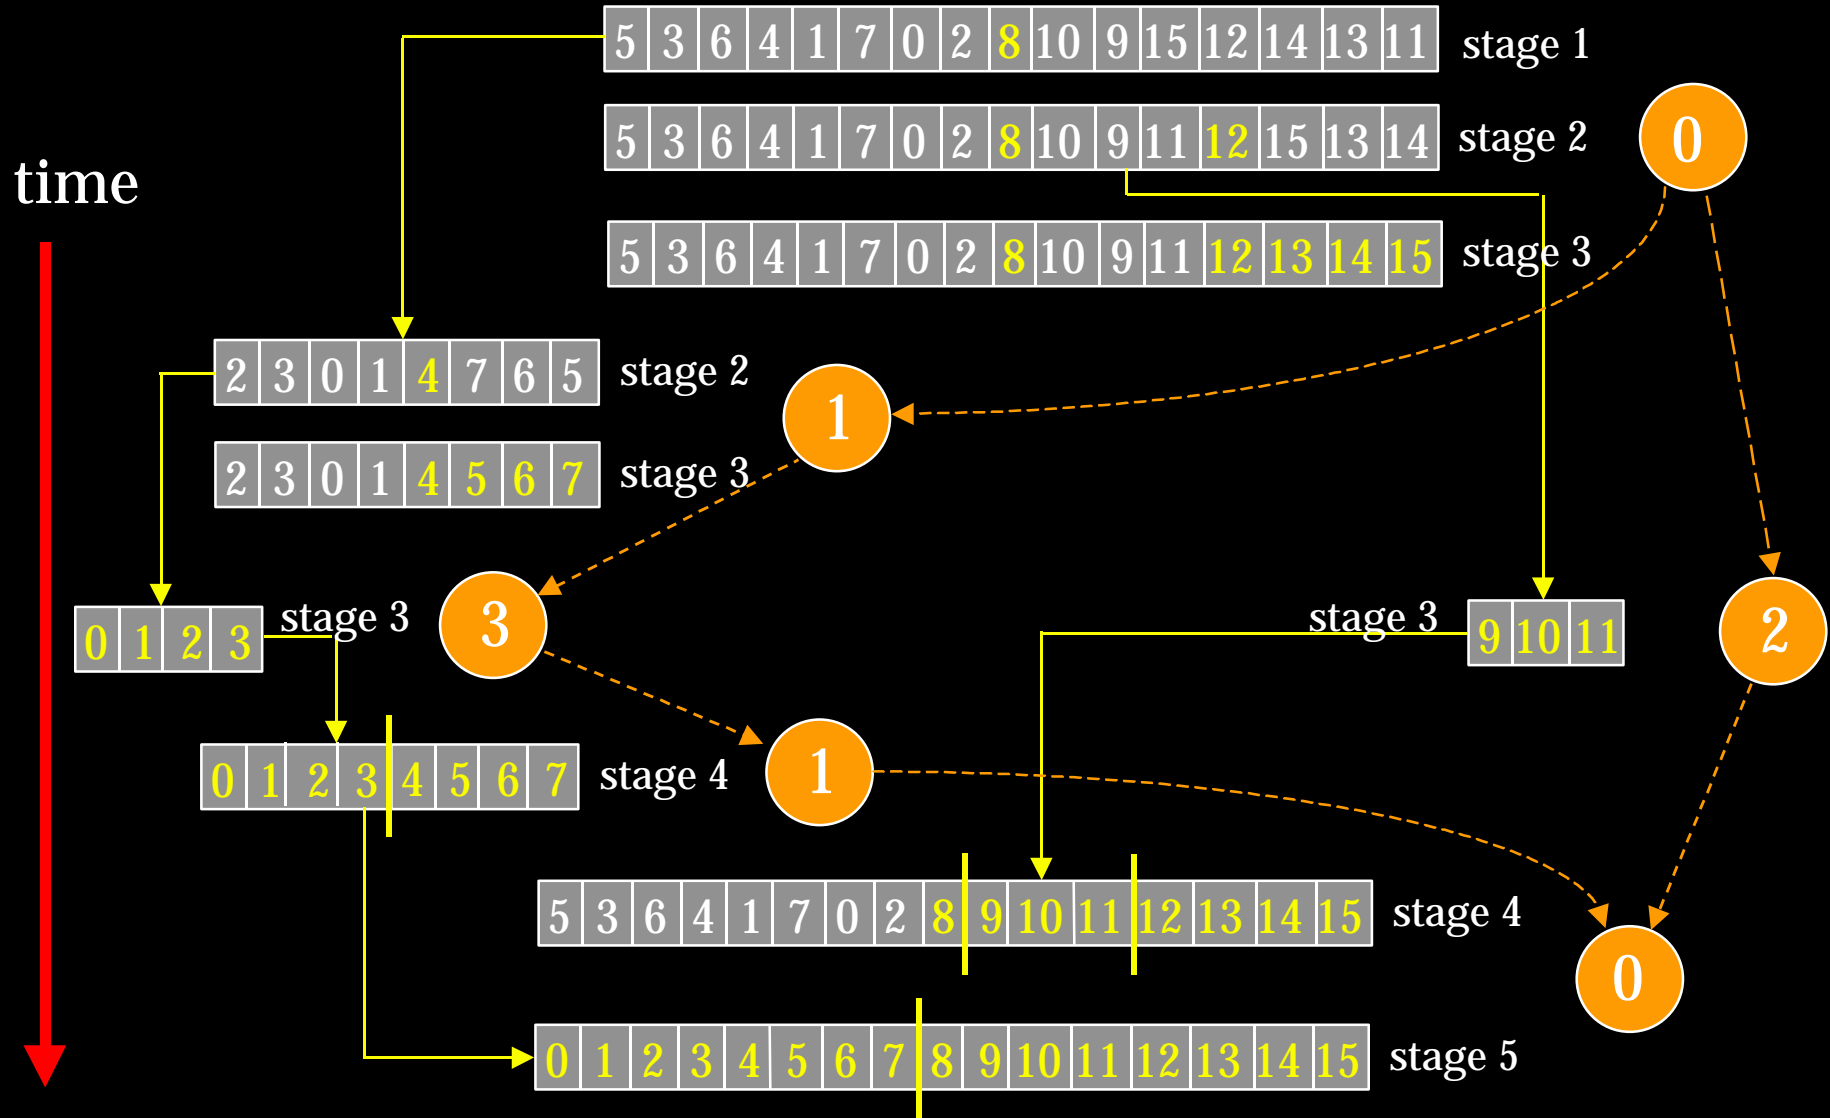 5 3 6 4 1 7 0 2 8 10 9 15 12 14 13 11 stage 1
5 3 6 4 1 7 0 2 8 10 9 11 12 15 13 14 stage 2
0
time
5 3 6 4 1 7 0 2 8 10 9 11 12 13 14 15 stage 3
2 3 0 1 4 7 6 5 stage 2
1
2 3 0 1 4 5 6 7 stage 3
0 1 2 3 stage 3
3
stage 3 9 10 11
2
0 1 2 3 4 5 6 7 stage 4
1
5 3 6 4 1 7 0 2 8 9 10 11 12 13 14 15 stage 4
0
0 1 2 3 4 5 6 7 8 9 10 11 12 13 14 15 stage 5